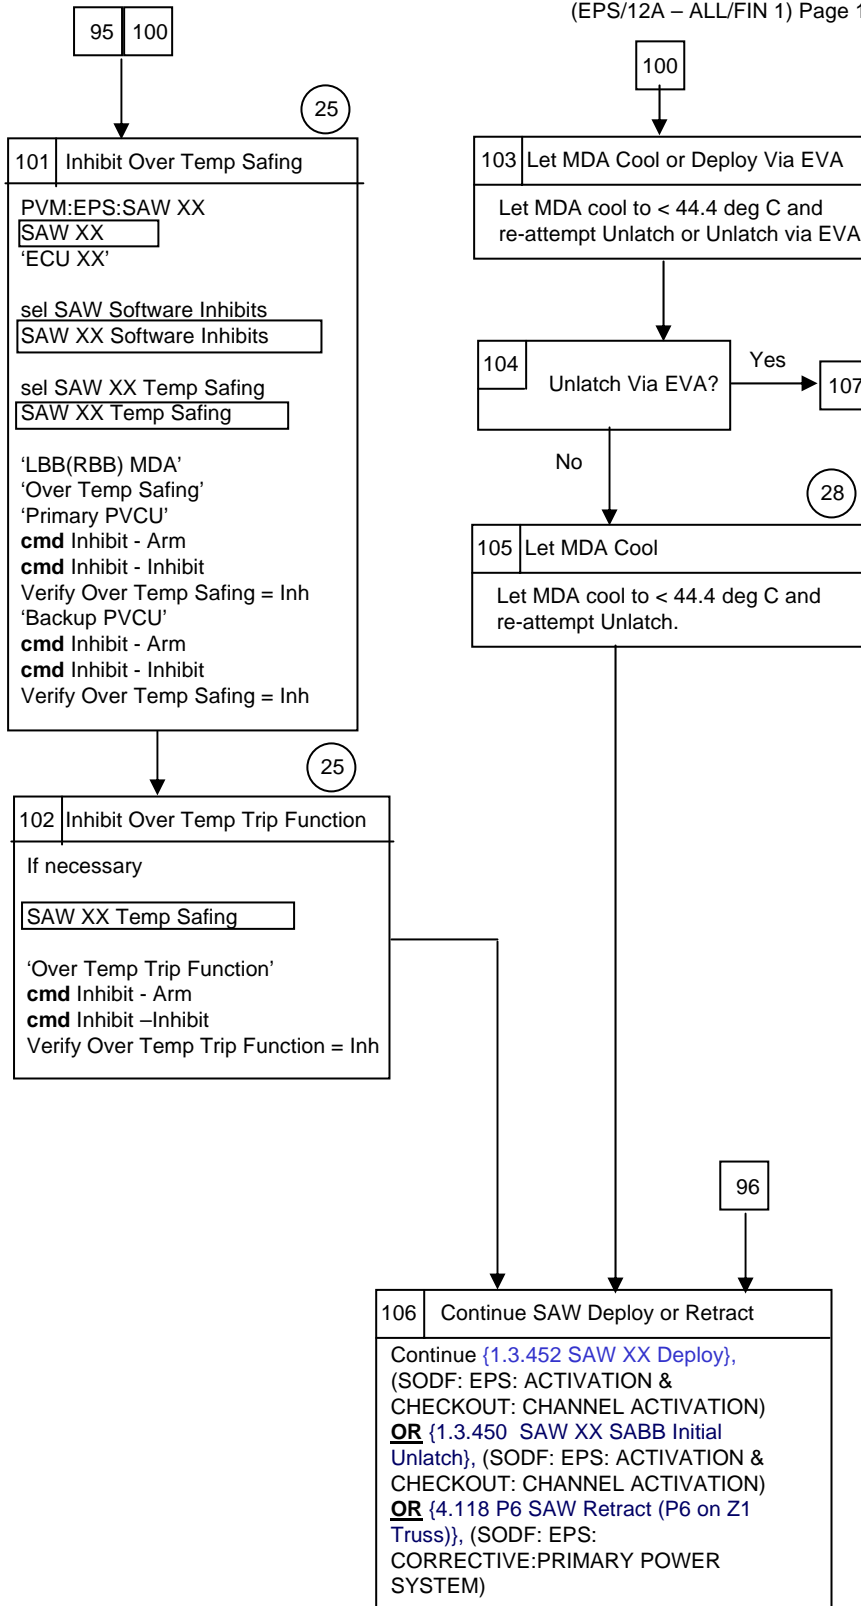 (EPS/12A – ALL/FIN 1) Page 1
95 100
25
101 Inhibit Over Temp Safing
PVM:EPS:SAW XX
SAW XX
‘ECU XX’
sel SAW Software Inhibits
SAW XX Software Inhibits
sel SAW XX Temp Safing
SAW XX Temp Safing
‘LBB(RBB) MDA’
‘Over Temp Safing’
‘Primary PVCU’
cmd Inhibit - Arm
cmd Inhibit - Inhibit
Verify Over Temp Safing = Inh
‘Backup PVCU’
cmd Inhibit - Arm
cmd Inhibit - Inhibit
Verify Over Temp Safing = Inh
25
102 Inhibit Over Temp Trip Function
If necessary
SAW XX Temp Safing
‘Over Temp Trip Function’
cmd Inhibit - Arm
cmd Inhibit –Inhibit
Verify Over Temp Trip Function = Inh
100
103 Let MDA Cool or Deploy Via EVA
Let MDA cool to < 44.4 deg C and
re-attempt Unlatch or Unlatch via EVA
104
Unlatch Via EVA?
Yes
107
No
28
105 Let MDA Cool
Let MDA cool to < 44.4 deg C and
re-attempt Unlatch.
96
106 Continue SAW Deploy or Retract
Continue {1.3.452 SAW XX Deploy},
(SODF: EPS: ACTIVATION &
CHECKOUT: CHANNEL ACTIVATION)
OR {1.3.450 SAW XX SABB Initial
Unlatch}, (SODF: EPS: ACTIVATION &
CHECKOUT: CHANNEL ACTIVATION)
OR {4.118 P6 SAW Retract (P6 on Z1
Truss)}, (SODF: EPS:
CORRECTIVE:PRIMARY POWER
SYSTEM)